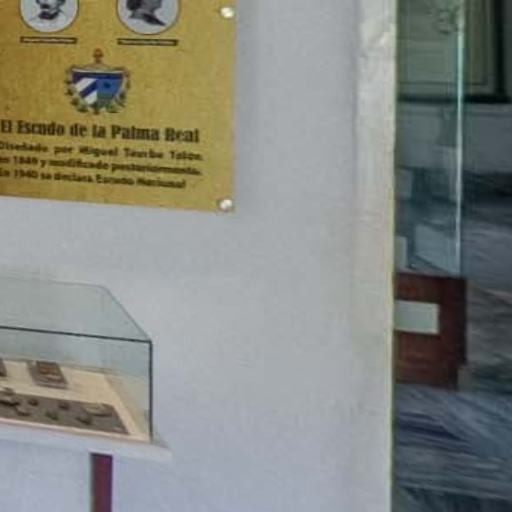 El Escudo de la Palma Real
Diseñado por Miguel Teurbe Tolón
en 1849 y modificado posteriormente.
En 1940 se declara Escudo Nacional